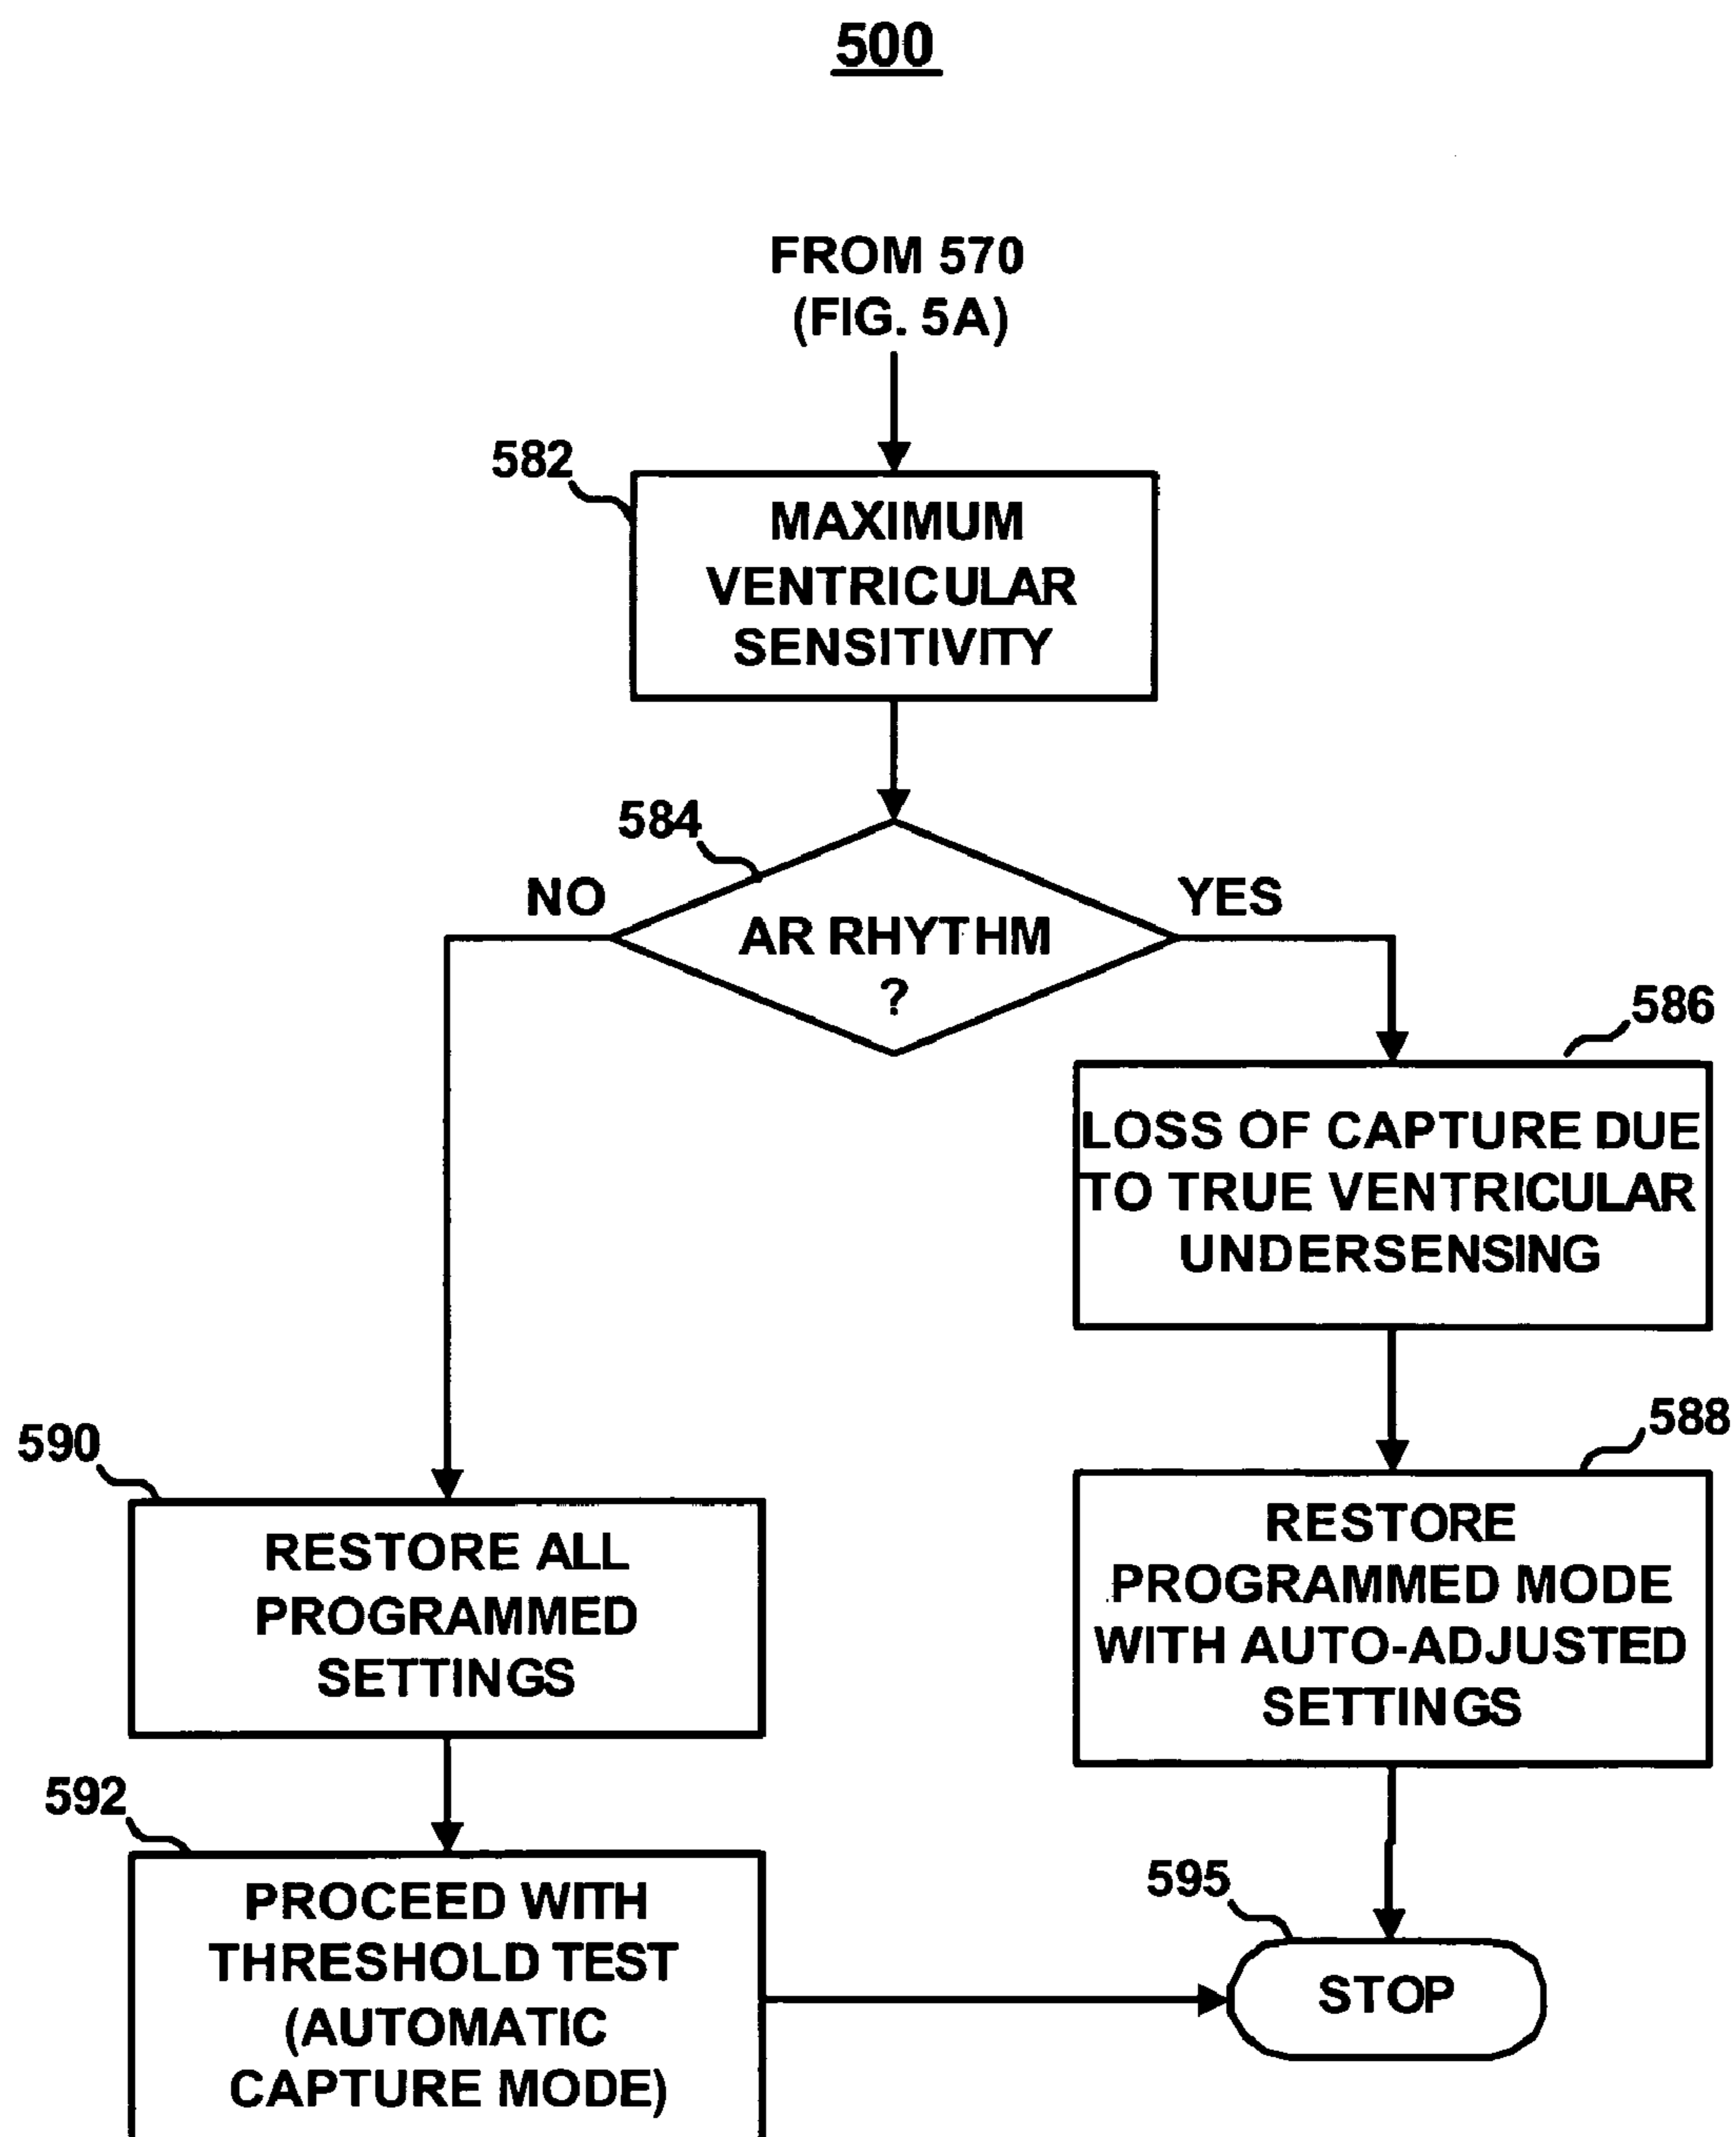 500
FROM 570
(FIG. 5A)
582
MAXIMUM
VENTRICULAR
SENSITIVITY
584
NO
YES
AR RHYTHM
?
586
LOSS OF CAPTURE DUE
TO TRUE VENTRICULAR
UNDERSENSING
588
RESTORE
PROGRAMMED MODE
WITH AUTO-ADJUSTED
SETTINGS
590
RESTORE ALL
PROGRAMMED
SETTINGS
592
PROCEED WITH
THRESHOLD TEST
(AUTOMATIC
CAPTURE MODE)
595
STOP